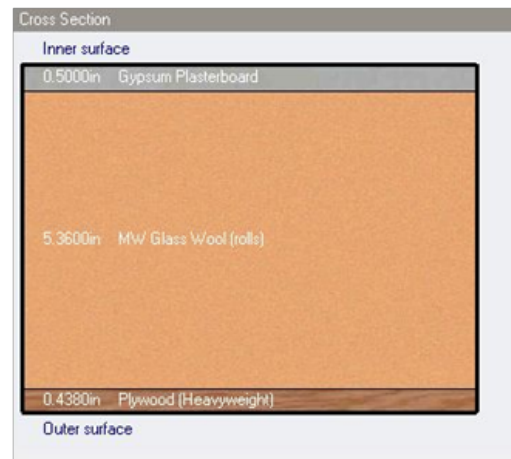 Cross Section
Inner surface
0.5000in Gypsum Plasterboard
5.3600in MW Glass Wool (rolls)
0.4380in Plywood (Heavyweight)
Outer surface